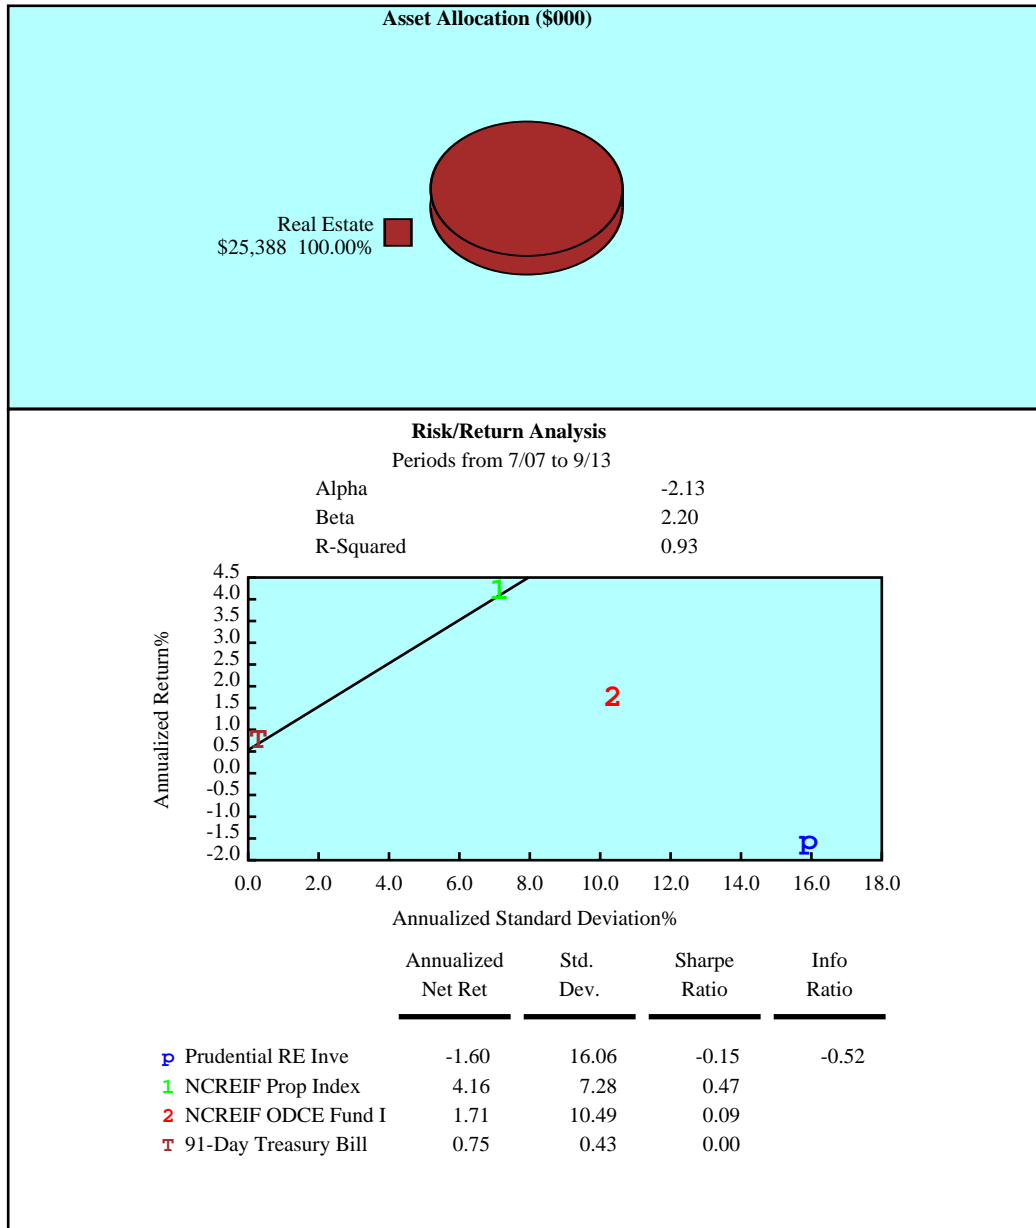 Asset Allocation ($000)
Real Estate
$25,388 100.00%
Risk/Return Analysis
Periods from 7/07 to 9/13
Alpha -2.13
Beta 2.20
R-Squared 0.93
Annualized Return%
4.5
4.0
3.5
3.0
2.5
2.0
1.5
1.0
0.5
0.0
-0.5
-1.0
-1.5
-2.0
1
2
T
p
0.0 2.0 4.0 6.0 8.0 10.0 12.0 14.0 16.0 18.0
Annualized Standard Deviation%
Annualized Std. Sharpe Info
Net Ret Dev. Ratio Ratio
p Prudential RE Inve -1.60 16.06 -0.15 -0.52
1 NCREIF Prop Index 4.16 7.28 0.47
2 NCREIF ODCE Fund I 1.71 10.49 0.09
T 91-Day Treasury Bill 0.75 0.43 0.00